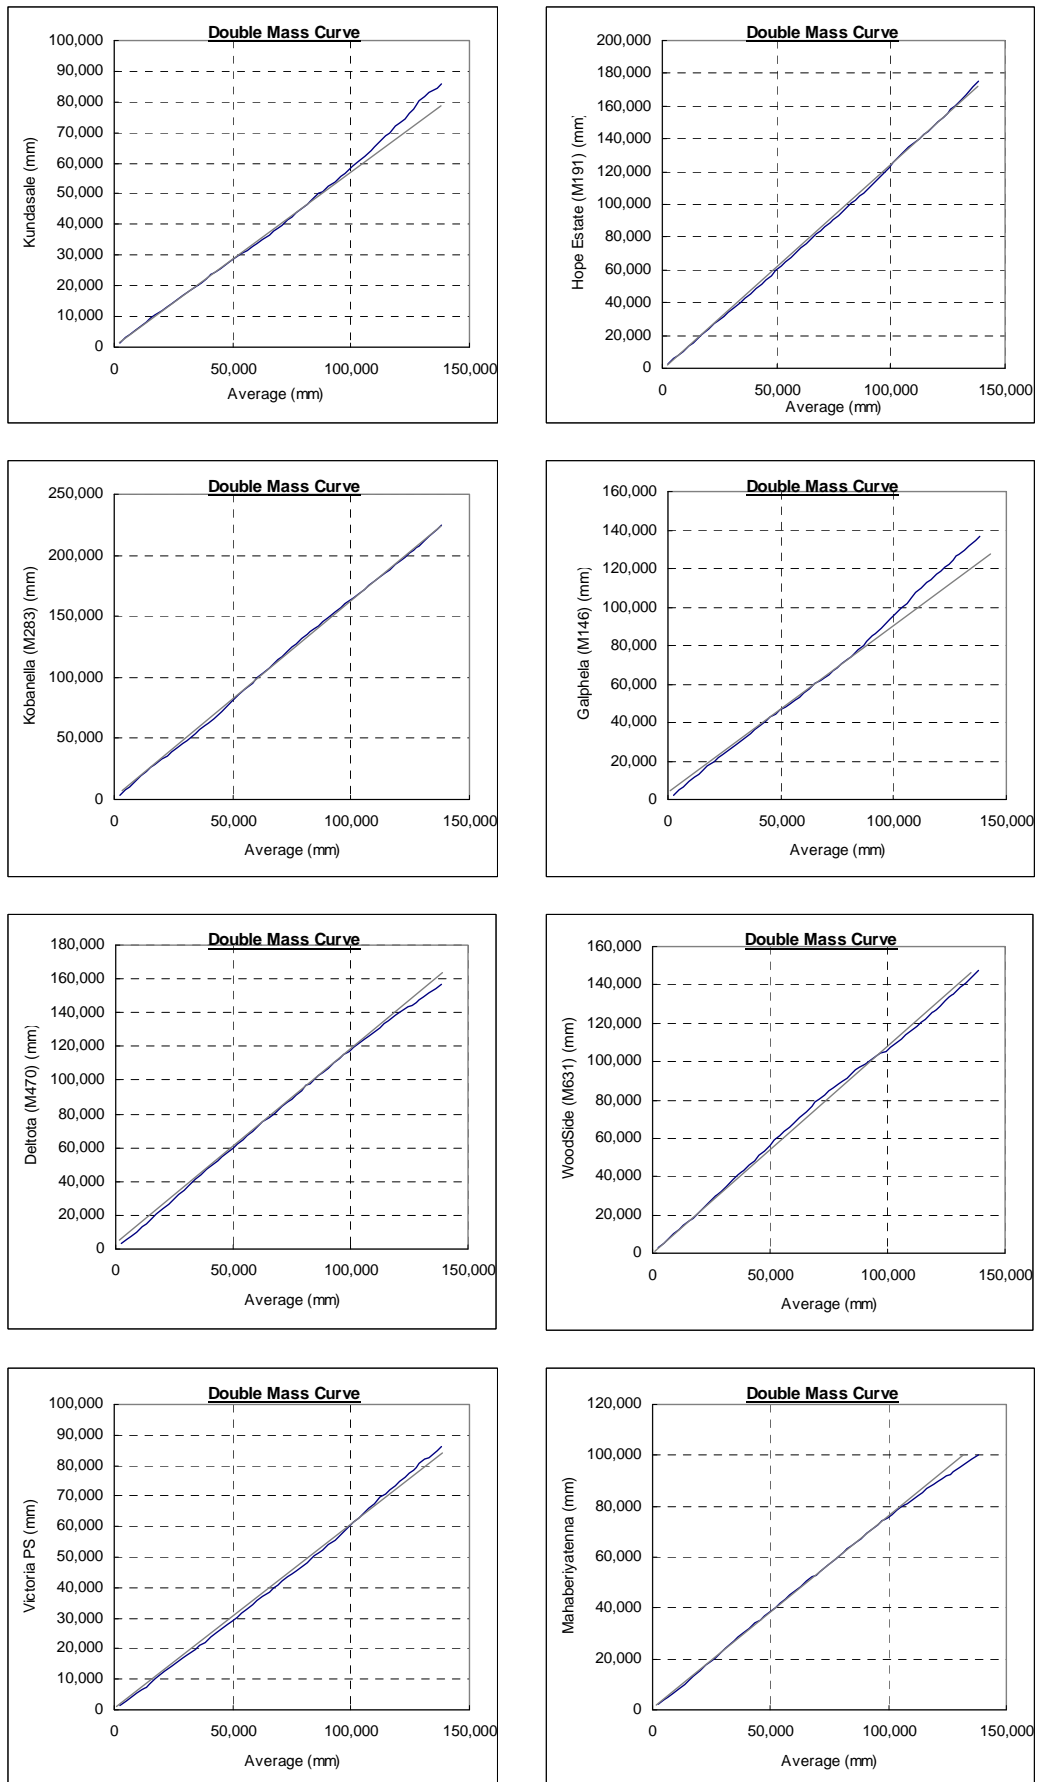 Double Mass Curve
100,000
90,000
80,000
70,000
60,000
50,000
40,000
30,000
20,000
10,000
0
Kundasale (mm)
0 50,000 100,000 150,000
Average (mm)
Double Mass Curve
200,000
180,000
160,000
140,000
120,000
100,000
80,000
60,000
40,000
20,000
0
Hope Estate (M191) (mm)
0 50,000 100,000 150,000
Average (mm)
Double Mass Curve
250,000
200,000
150,000
100,000
50,000
0
Kobanella (M283) (mm)
0 50,000 100,000 150,000
Average (mm)
Double Mass Curve
160,000
140,000
120,000
100,000
80,000
60,000
40,000
20,000
0
Galphela (M146) (mm)
0 50,000 100,000 150,000
Average (mm)
Double Mass Curve
180,000
160,000
140,000
120,000
100,000
80,000
60,000
40,000
20,000
0
Deltota (M470) (mm)
0 50,000 100,000 150,000
Average (mm)
Double Mass Curve
160,000
140,000
120,000
100,000
80,000
60,000
40,000
20,000
0
WoodSide (M631) (mm)
0 50,000 100,000 150,000
Average (mm)
Double Mass Curve
100,000
90,000
80,000
70,000
60,000
50,000
40,000
30,000
20,000
10,000
0
Victoria PS (mm)
0 50,000 100,000 150,000
Average (mm)
Double Mass Curve
120,000
100,000
80,000
60,000
40,000
20,000
0
Mahaberiyatenna (mm)
0 50,000 100,000 150,000
Average (mm)